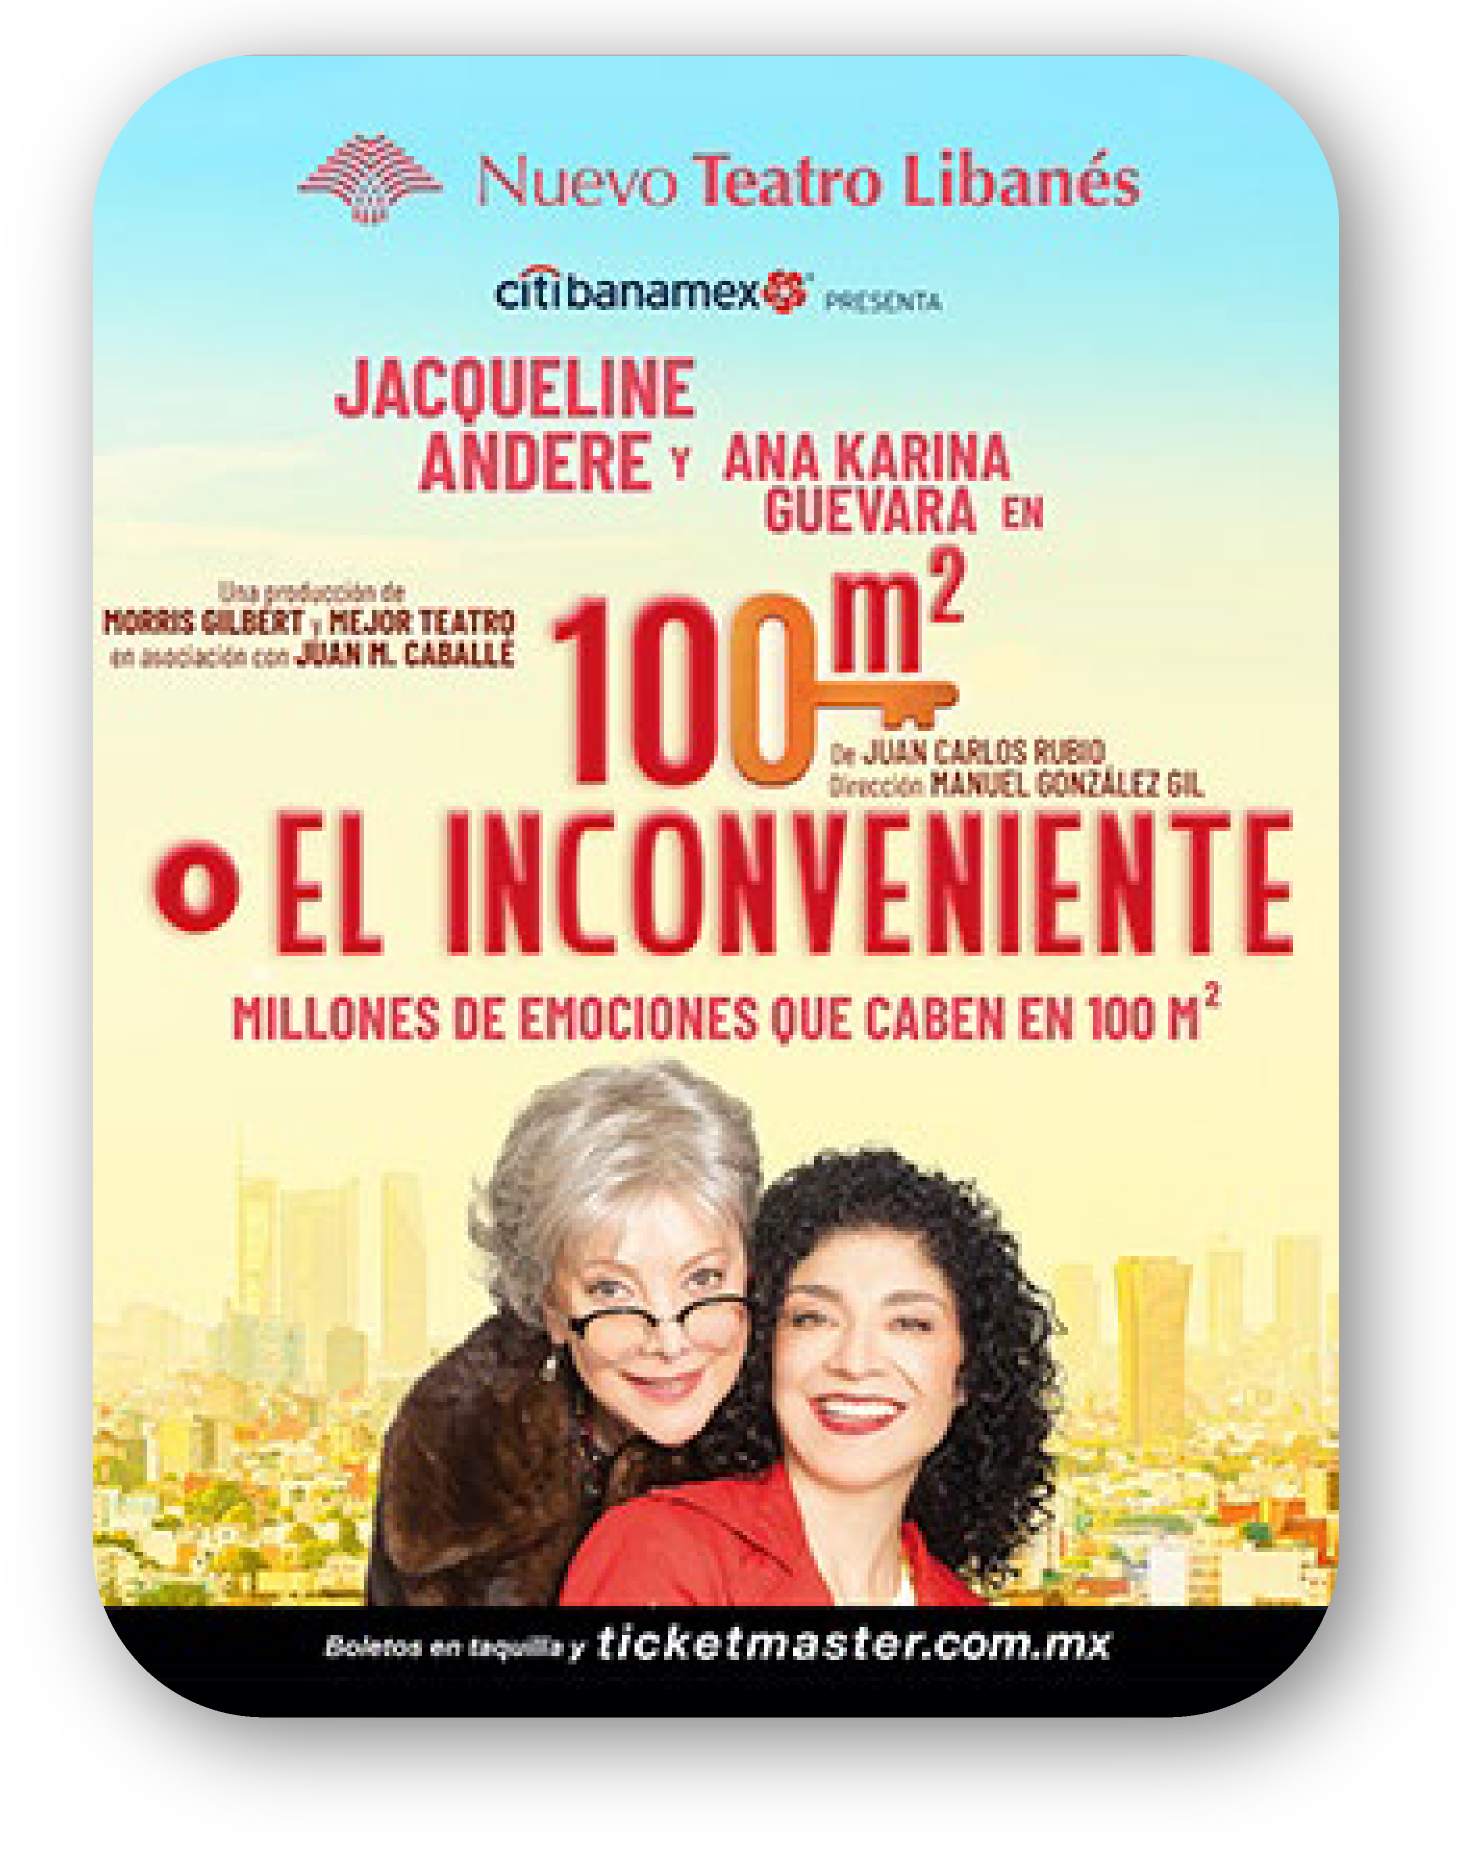 Nuevo Teatro Libanés
citibanamex PRESENTA
JACQUELINE
ANDERE Y ANA KARINA
GUEVARA EN
Una producción de
MORRIS GILBERT y MEJOR TEATRO
en asociación con JUAN M. CABALLÉ
100 m²
De JUAN CARLOS RUBIO
Dirección MANUEL GONZÁLEZ GIL
O EL INCONVENIENTE
MILLONES DE EMOCIONES QUE CABEN EN 100 M²
Boletos en taquilla y ticketmaster.com.mx